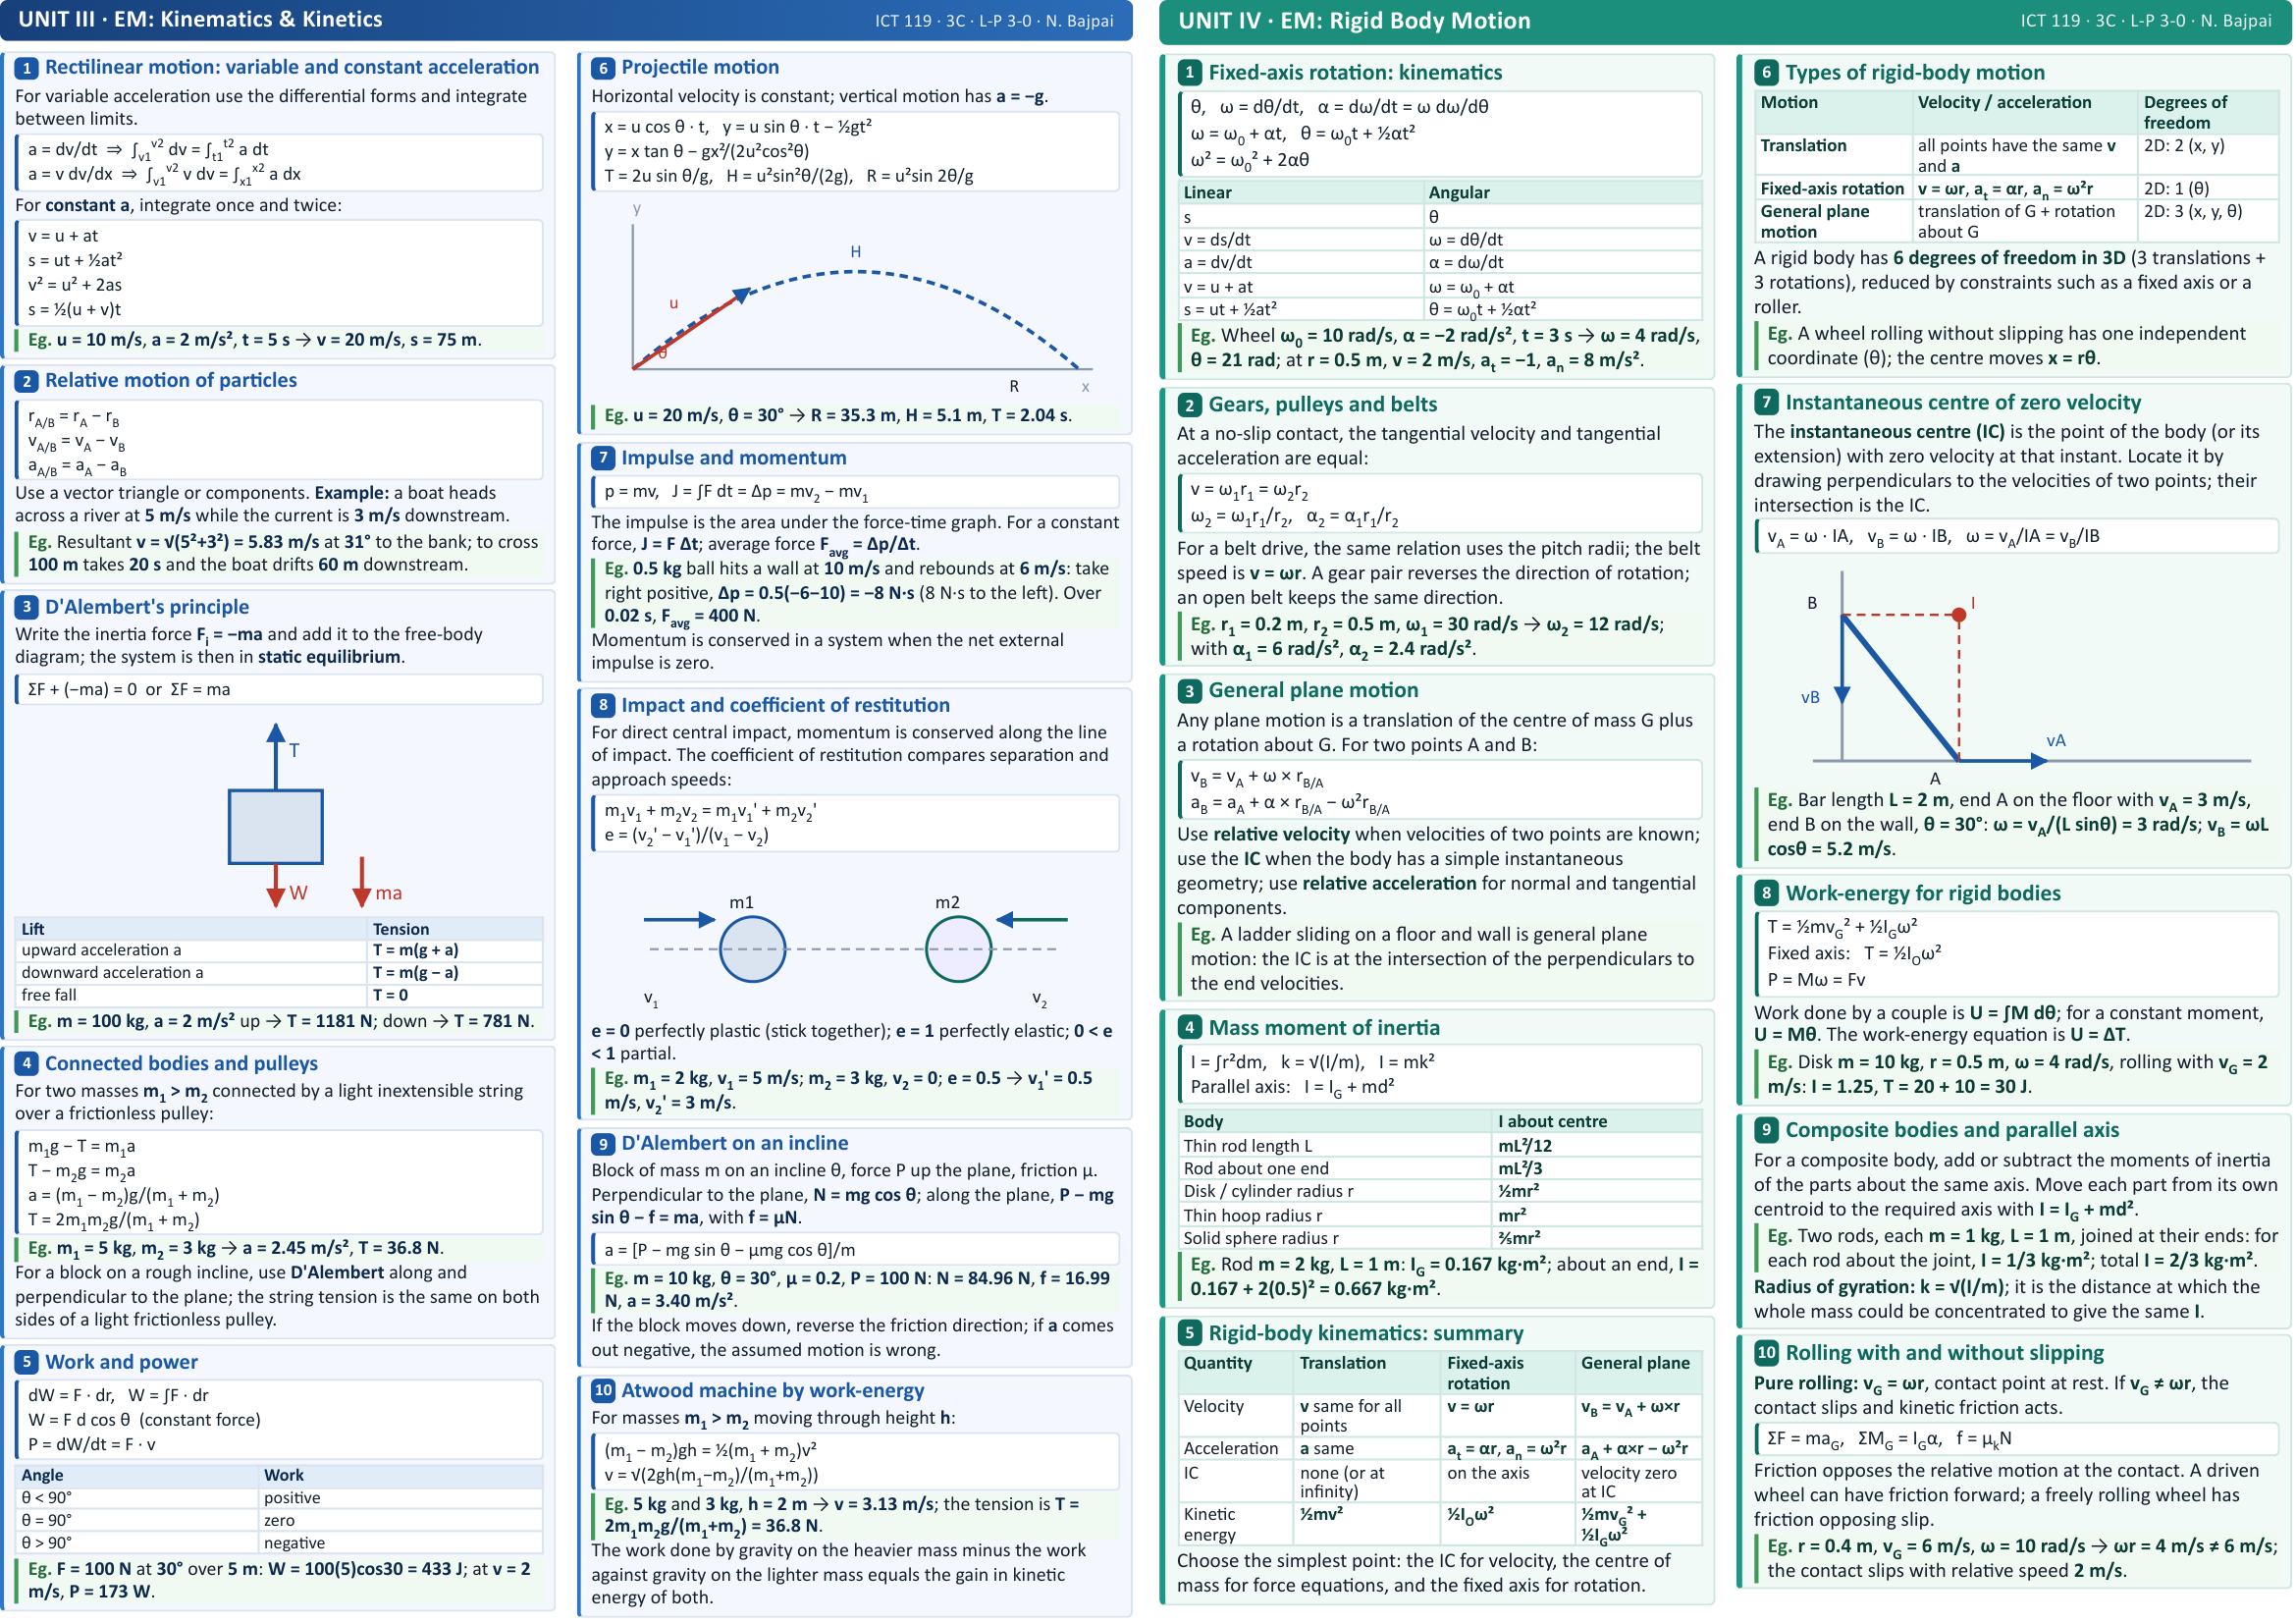 UNIT III · EM: Kinematics & Kinetics
ICT 119 · 3C · L-P 3-0 · N. Bajpai
1 Rectilinear motion: variable and constant acceleration
For variable acceleration use the differential forms and integrate
between limits.
a = dv/dt ⇒ ∫v1^v2 dv = ∫t1^t2 a dt
a = v dv/dx ⇒ ∫v1^v2 v dv = ∫x1^x2 a dx
For constant a, integrate once and twice:
v = u + at
s = ut + ½at²
v² = u² + 2as
s = ½(u + v)t
Eg. u = 10 m/s, a = 2 m/s², t = 5 s → v = 20 m/s, s = 75 m.
2 Relative motion of particles
r_A/B = r_A − r_B
v_A/B = v_A − v_B
a_A/B = a_A − a_B
Use a vector triangle or components. Example: a boat heads
across a river at 5 m/s while the current is 3 m/s downstream.
Eg. Resultant v = √(5²+3²) = 5.83 m/s at 31° to the bank; to cross
100 m takes 20 s and the boat drifts 60 m downstream.
3 D'Alembert's principle
Write the inertia force F_i = −ma and add it to the free-body
diagram; the system is then in static equilibrium.
ΣF + (−ma) = 0 or ΣF = ma
T
W
ma
Lift Tension
upward acceleration a T = m(g + a)
downward acceleration a T = m(g − a)
free fall T = 0
Eg. m = 100 kg, a = 2 m/s² up → T = 1181 N; down → T = 781 N.
4 Connected bodies and pulleys
For two masses m₁ > m₂ connected by a light inextensible string
over a frictionless pulley:
m₁g − T = m₁a
T − m₂g = m₂a
a = (m₁ − m₂)g/(m₁ + m₂)
T = 2m₁m₂g/(m₁ + m₂)
Eg. m₁ = 5 kg, m₂ = 3 kg → a = 2.45 m/s², T = 36.8 N.
For a block on a rough incline, use D'Alembert along and
perpendicular to the plane; the string tension is the same on both
sides of a light frictionless pulley.
5 Work and power
dW = F · dr, W = ∫F · dr
W = F d cos θ (constant force)
P = dW/dt = F · v
Angle Work
θ < 90° positive
θ = 90° zero
θ > 90° negative
Eg. F = 100 N at 30° over 5 m: W = 100(5)cos30 = 433 J; at v = 2
m/s, P = 173 W.
6 Projectile motion
Horizontal velocity is constant; vertical motion has a = −g.
x = u cos θ · t, y = u sin θ · t − ½gt²
y = x tan θ − gx²/(2u²cos²θ)
T = 2u sin θ/g, H = u²sin²θ/(2g), R = u²sin 2θ/g
y
H
u
θ
R
x
Eg. u = 20 m/s, θ = 30° → R = 35.3 m, H = 5.1 m, T = 2.04 s.
7 Impulse and momentum
p = mv, J = ∫F dt = Δp = mv₂ − mv₁
The impulse is the area under the force-time graph. For a constant
force, J = F Δt; average force F_avg = Δp/Δt.
Eg. 0.5 kg ball hits a wall at 10 m/s and rebounds at 6 m/s: take
right positive, Δp = 0.5(−6−10) = −8 N·s (8 N·s to the left). Over
0.02 s, F_avg = 400 N.
Momentum is conserved in a system when the net external
impulse is zero.
8 Impact and coefficient of restitution
For direct central impact, momentum is conserved along the line
of impact. The coefficient of restitution compares separation and
approach speeds:
m₁v₁ + m₂v₂ = m₁v₁' + m₂v₂'
e = (v₂' − v₁')/(v₁ − v₂)
m1
m2
v₁
v₂
e = 0 perfectly plastic (stick together); e = 1 perfectly elastic; 0 < e
< 1 partial.
Eg. m₁ = 2 kg, v₁ = 5 m/s; m₂ = 3 kg, v₂ = 0; e = 0.5 → v₁' = 0.5
m/s, v₂' = 3 m/s.
9 D'Alembert on an incline
Block of mass m on an incline θ, force P up the plane, friction μ.
Perpendicular to the plane, N = mg cos θ; along the plane, P − mg
sin θ − f = ma, with f = μN.
a = [P − mg sin θ − μmg cos θ]/m
Eg. m = 10 kg, θ = 30°, μ = 0.2, P = 100 N: N = 84.96 N, f = 16.99
N, a = 3.40 m/s².
If the block moves down, reverse the friction direction; if a comes
out negative, the assumed motion is wrong.
10 Atwood machine by work-energy
For masses m₁ > m₂ moving through height h:
(m₁ − m₂)gh = ½(m₁ + m₂)v²
v = √(2gh(m₁−m₂)/(m₁+m₂))
Eg. 5 kg and 3 kg, h = 2 m → v = 3.13 m/s; the tension is T =
2m₁m₂g/(m₁+m₂) = 36.8 N.
The work done by gravity on the heavier mass minus the work
against gravity on the lighter mass equals the gain in kinetic
energy of both.
UNIT IV · EM: Rigid Body Motion
ICT 119 · 3C · L-P 3-0 · N. Bajpai
1 Fixed-axis rotation: kinematics
θ, ω = dθ/dt, α = dω/dt = ω dω/dθ
ω = ω₀ + αt, θ = ω₀t + ½αt²
ω² = ω₀² + 2αθ
Linear Angular
s θ
v = ds/dt ω = dθ/dt
a = dv/dt α = dω/dt
v = u + at ω = ω₀ + αt
s = ut + ½at² θ = ω₀t + ½αt²
Eg. Wheel ω₀ = 10 rad/s, α = −2 rad/s², t = 3 s → ω = 4 rad/s,
θ = 21 rad; at r = 0.5 m, v = 2 m/s, a_t = −1, a_n = 8 m/s².
2 Gears, pulleys and belts
At a no-slip contact, the tangential velocity and tangential
acceleration are equal:
v = ω₁r₁ = ω₂r₂
ω₂ = ω₁r₁/r₂, α₂ = α₁r₁/r₂
For a belt drive, the same relation uses the pitch radii; the belt
speed is v = ωr. A gear pair reverses the direction of rotation;
an open belt keeps the same direction.
Eg. r₁ = 0.2 m, r₂ = 0.5 m, ω₁ = 30 rad/s → ω₂ = 12 rad/s;
with α₁ = 6 rad/s², α₂ = 2.4 rad/s².
3 General plane motion
Any plane motion is a translation of the centre of mass G plus
a rotation about G. For two points A and B:
v_B = v_A + ω × r_B/A
a_B = a_A + α × r_B/A − ω²r_B/A
Use relative velocity when velocities of two points are known;
use the IC when the body has a simple instantaneous
geometry; use relative acceleration for normal and tangential
components.
Eg. A ladder sliding on a floor and wall is general plane
motion: the IC is at the intersection of the perpendiculars to
the end velocities.
4 Mass moment of inertia
I = ∫r²dm, k = √(I/m), I = mk²
Parallel axis: I = I_G + md²
Body I about centre
Thin rod length L mL²/12
Rod about one end mL²/3
Disk / cylinder radius r ½mr²
Thin hoop radius r mr²
Solid sphere radius r ⅖mr²
Eg. Rod m = 2 kg, L = 1 m: I_G = 0.167 kg·m²; about an end, I =
0.167 + 2(0.5)² = 0.667 kg·m².
5 Rigid-body kinematics: summary
Quantity Translation Fixed-axis rotation General plane
Velocity v same for all points v = ωr v_B = v_A + ω×r
Acceleration a same a_t = αr, a_n = ω²r a_A + α×r − ω²r
IC none (or at infinity) on the axis velocity zero at IC
Kinetic energy ½mv² ½I_Oω² ½mv_G² + ½I_Gω²
Choose the simplest point: the IC for velocity, the centre of
mass for force equations, and the fixed axis for rotation.
6 Types of rigid-body motion
Motion Velocity / acceleration Degrees of freedom
Translation all points have the same v and a 2D: 2 (x, y)
Fixed-axis rotation v = ωr, a_t = αr, a_n = ω²r 2D: 1 (θ)
General plane motion translation of G + rotation about G 2D: 3 (x, y, θ)
A rigid body has 6 degrees of freedom in 3D (3 translations +
3 rotations), reduced by constraints such as a fixed axis or a
roller.
Eg. A wheel rolling without slipping has one independent
coordinate (θ); the centre moves x = rθ.
7 Instantaneous centre of zero velocity
The instantaneous centre (IC) is the point of the body (or its
extension) with zero velocity at that instant. Locate it by
drawing perpendiculars to the velocities of two points; their
intersection is the IC.
v_A = ω · IA, v_B = ω · IB, ω = v_A/IA = v_B/IB
B
I
vB
vA
A
Eg. Bar length L = 2 m, end A on the floor with v_A = 3 m/s,
end B on the wall, θ = 30°: ω = v_A/(L sinθ) = 3 rad/s; v_B = ωL
cosθ = 5.2 m/s.
8 Work-energy for rigid bodies
T = ½mv_G² + ½I_Gω²
Fixed axis: T = ½I_Oω²
P = Mω = Fv
Work done by a couple is U = ∫M dθ; for a constant moment,
U = Mθ. The work-energy equation is U = ΔT.
Eg. Disk m = 10 kg, r = 0.5 m, ω = 4 rad/s, rolling with v_G = 2
m/s: I = 1.25, T = 20 + 10 = 30 J.
9 Composite bodies and parallel axis
For a composite body, add or subtract the moments of inertia
of the parts about the same axis. Move each part from its own
centroid to the required axis with I = I_G + md².
Eg. Two rods, each m = 1 kg, L = 1 m, joined at their ends: for
each rod about the joint, I = 1/3 kg·m²; total I = 2/3 kg·m².
Radius of gyration: k = √(I/m); it is the distance at which the
whole mass could be concentrated to give the same I.
10 Rolling with and without slipping
Pure rolling: v_G = ωr, contact point at rest. If v_G ≠ ωr, the
contact slips and kinetic friction acts.
ΣF = ma_G, ΣM_G = I_Gα, f = μ_kN
Friction opposes the relative motion at the contact. A driven
wheel can have friction forward; a freely rolling wheel has
friction opposing slip.
Eg. r = 0.4 m, v_G = 6 m/s, ω = 10 rad/s → ωr = 4 m/s ≠ 6 m/s;
the contact slips with relative speed 2 m/s.